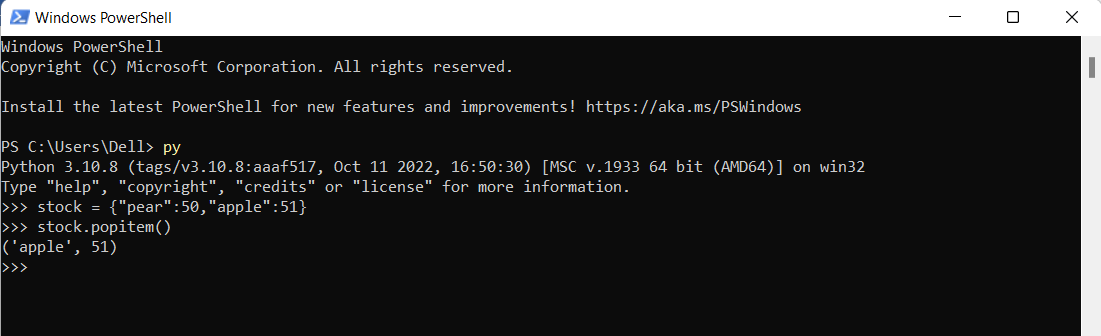 Windows PowerShell
Windows PowerShell
Copyright (C) Microsoft Corporation. All rights reserved.
Install the latest PowerShell for new features and improvements! https://aka.ms/PSWindows
PS C:\Users\Dell> py
Python 3.10.8 (tags/v3.10.8:aaaf517, Oct 11 2022, 16:50:30) [MSC v.1933 64 bit (AMD64)] on win32
Type "help", "copyright", "credits" or "license" for more information.
>>> stock = {"pear":50,"apple":51}
>>> stock.popitem()
('apple', 51)
>>>